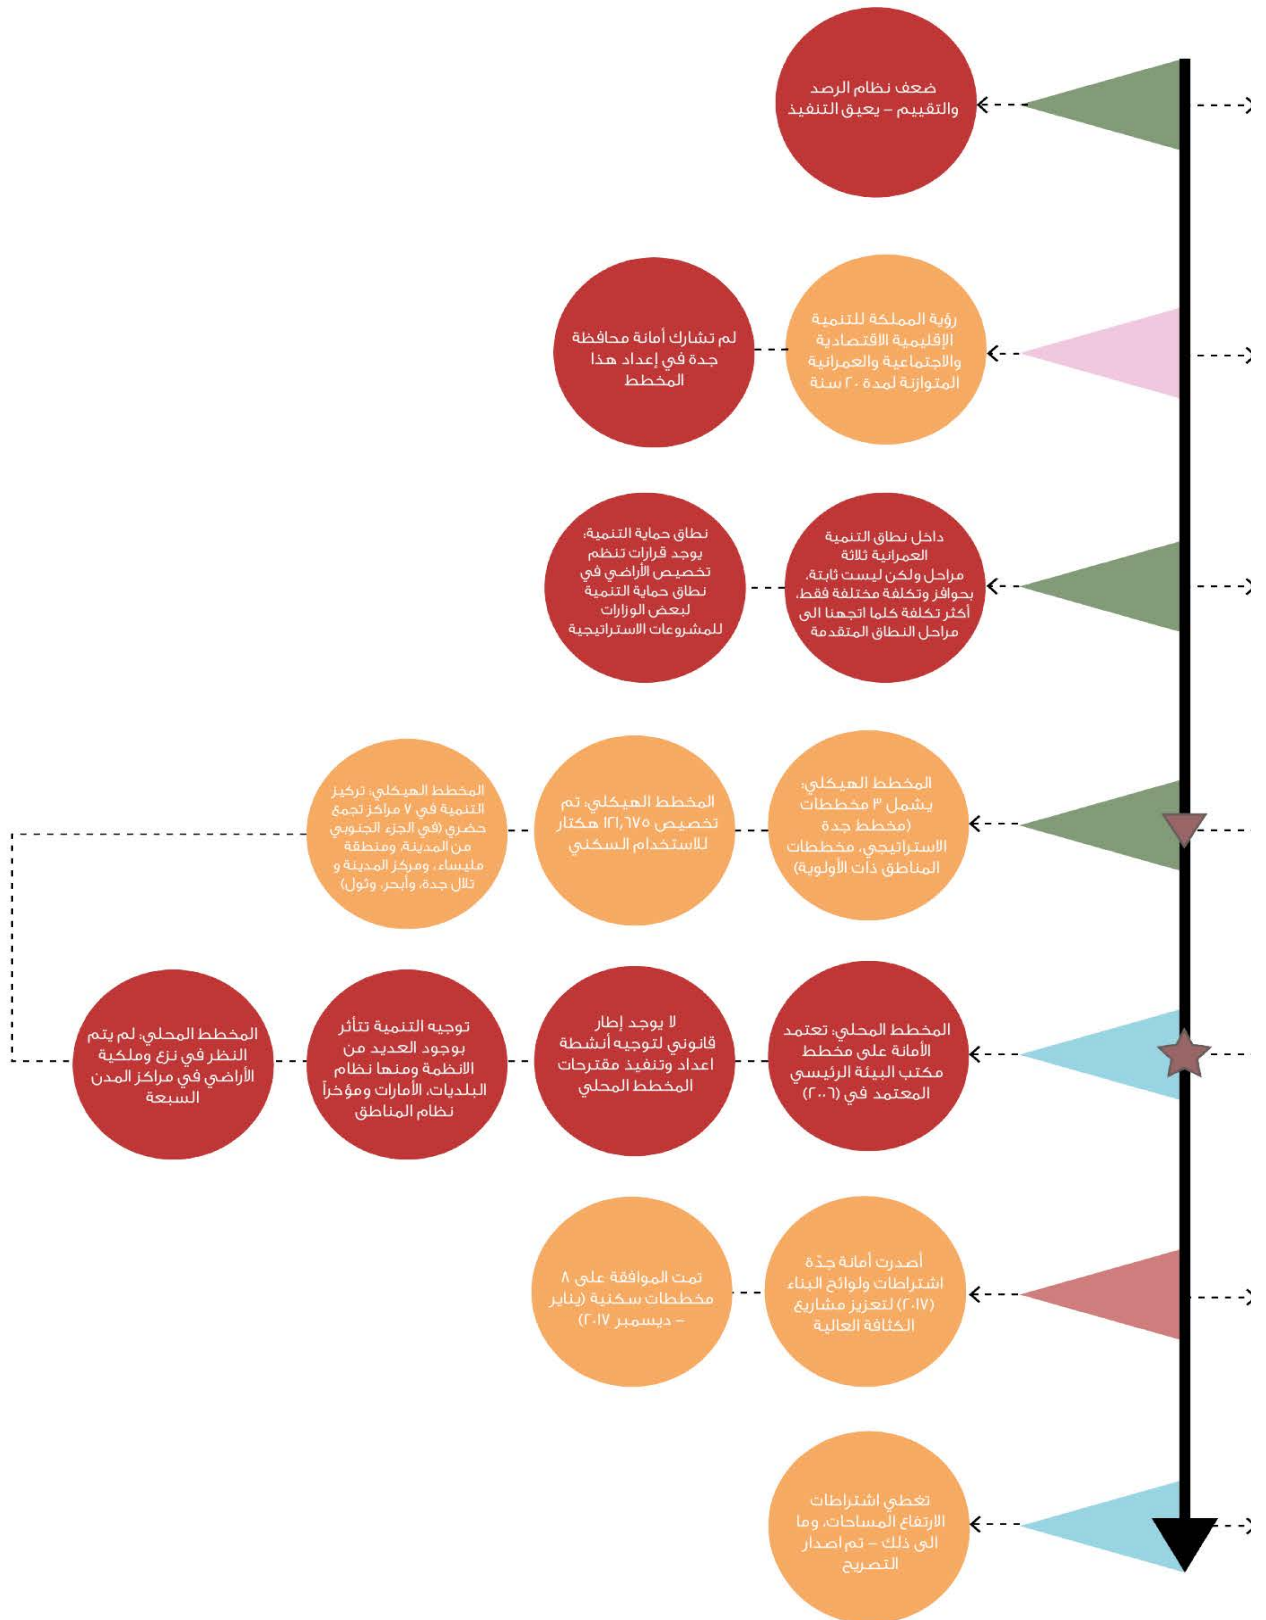 ضعف نظام الرصد
والتقييم – يعيق التنفيذ
رؤية المملكة للتنمية
الإقليمية الاقتصادية
والاجتماعية والعمرانية
المتوازنة لمدة ٢٠ سنة
لم تشارك أمانة محافظة
جدة في إعداد هذا
المخطط
داخل نطاق التنمية
العمرانية ثلاثة
مراحل ولكن ليست ثابتة،
بحوافز وتكلفة مختلفة فقط،
أكثر تكلفة كلما اتجهنا الى
مراحل النطاق المتقدمة
نطاق حماية التنمية:
يوجد قرارات تنظم
تخصيص الأراضي في
نطاق حماية التنمية
لبعض الوزارات
للمشروعات الاستراتيجية
المخطط الهيكلي:
يشمل ٣ مخططات
(مخطط جدة
الاستراتيجي، مخططات
المناطق ذات الأولوية)
المخطط الهيكلي: تم
تخصيص ١٢١,٦٧٥ هكتار
للاستخدام السكني
المخطط الهيكلي: تركيز
التنمية في ٧ مراكز تجمع
حضري (في الجزء الجنوبي
من المدينة، ومنطقة
مليساء، ومركز المدينة و
تلال جدة، وأبحر، وثول)
المخطط المحلي: تعتمد
الأمانة على مخطط
مكتب البيئة الرئيسي
المعتمد في (٢٠٠٦)
لا يوجد إطار
قانوني لتوجيه أنشطة
اعداد وتنفيذ مقترحات
المخطط المحلي
توجيه التنمية تتأثر
بوجود العديد من
الانظمة ومنها نظام
البلديات، الأمارات ومؤخراً
نظام المناطق
المخطط المحلي: لم يتم
النظر في نزع وملكية
الأراضي في مراكز المدن
السبعة
أصدرت أمانة جدّة
اشتراطات ولوائح البناء
(٢٠١٧) لتعزيز مشاريع
الكثافة العالية
تمت الموافقة على ٨
مخططات سكنية (يناير
– ديسمبر ٢٠١٧)
تغطي اشتراطات
الارتفاع المساحات، وما
الى ذلك – تم اصدار
التصريح